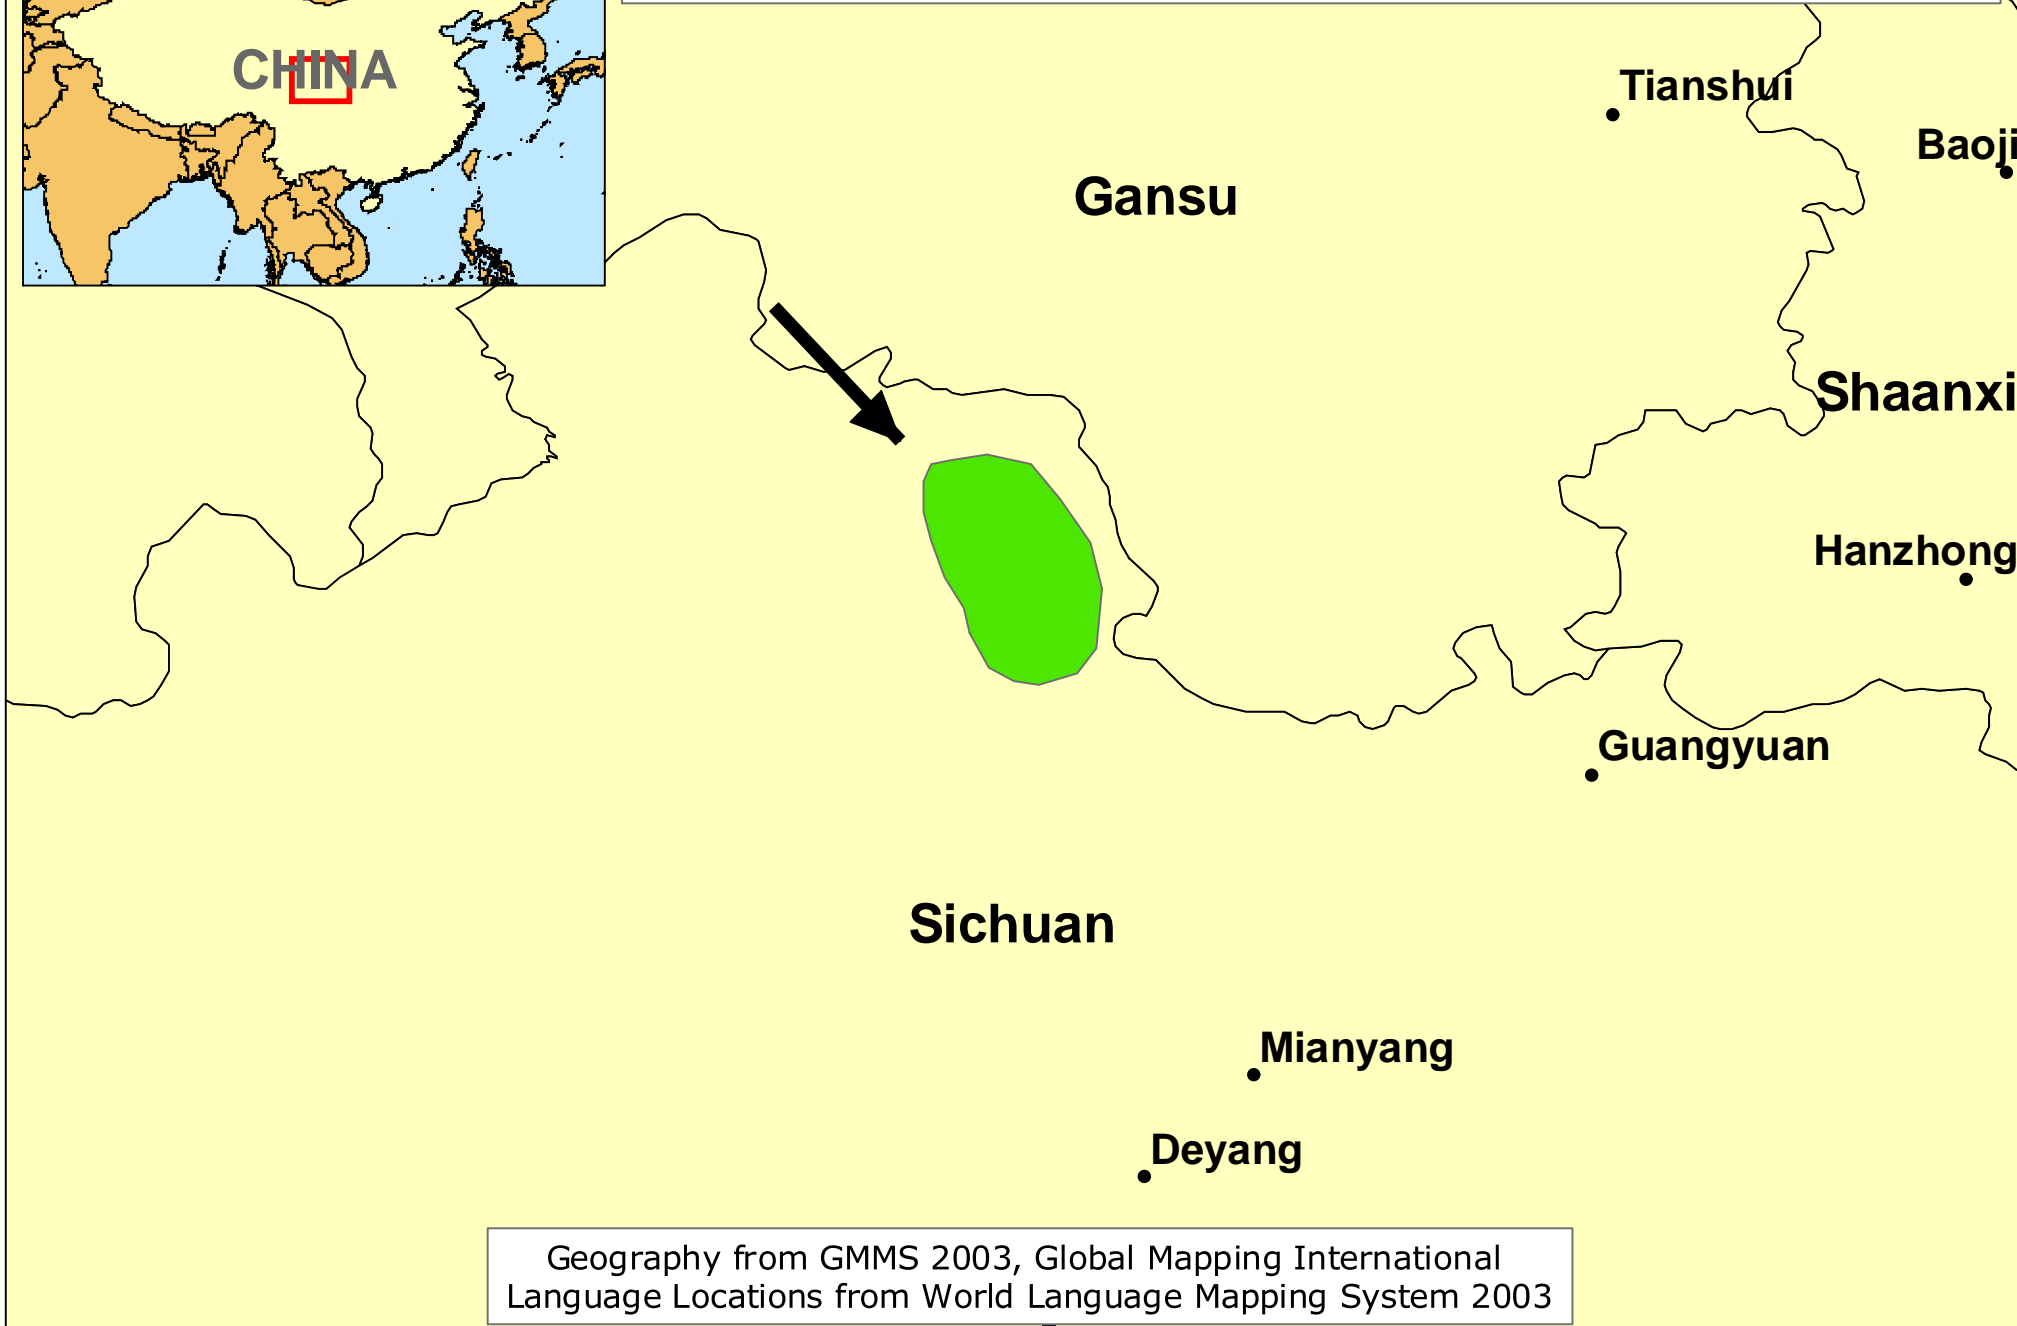 CHINA
Tianshui
Baoji
Gansu
Shaanxi
Hanzhong
Guangyuan
Sichuan
Mianyang
Deyang
Geography from GMMS 2003, Global Mapping International
Language Locations from World Language Mapping System 2003